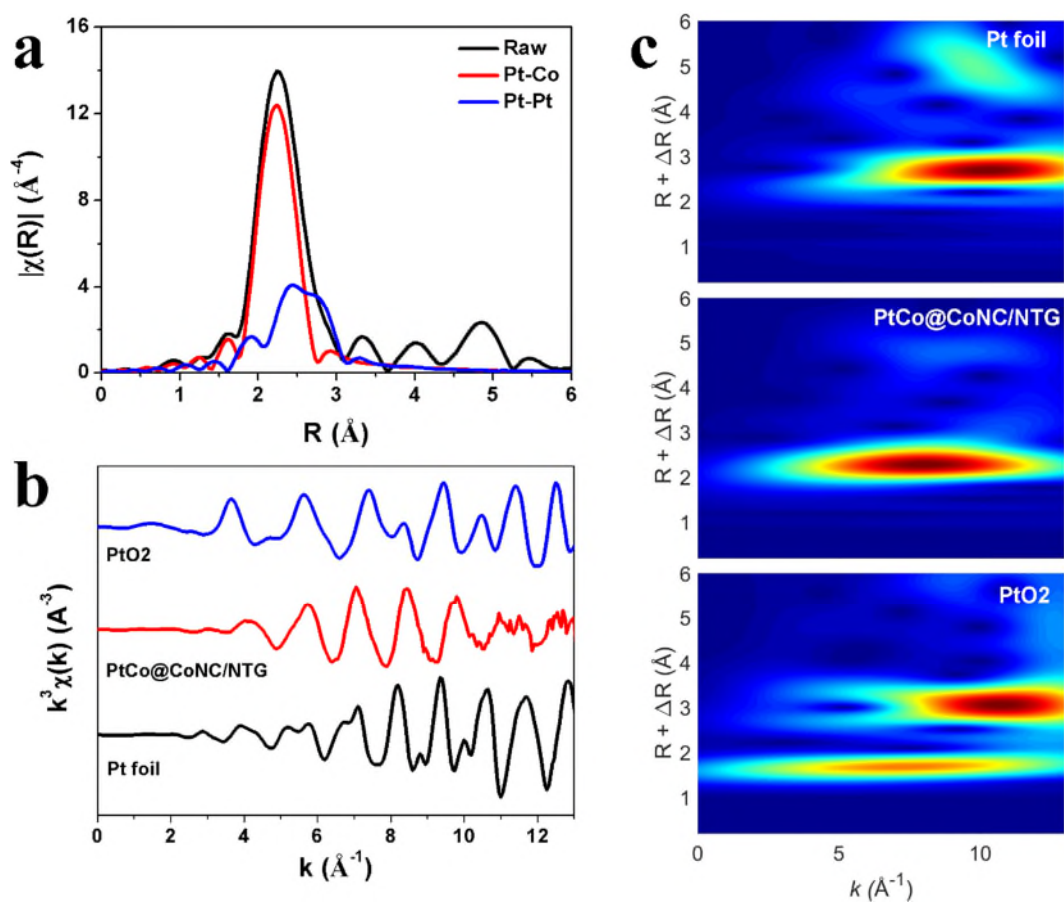 a
16
12
8
4
0
|χ(R)| (Å⁻⁴)
Raw
Pt-Co
Pt-Pt
0 1 2 3 4 5 6
R (Å)
b
k³χ(k) (A⁻³)
PtO2
PtCo@CoNC/NTG
Pt foil
0 2 4 6 8 10 12
k (Å⁻¹)
c
Pt foil
6
5
4
3
2
1
R + ΔR (Å)
PtCo@CoNC/NTG
6
5
4
3
2
1
R + ΔR (Å)
PtO2
6
5
4
3
2
1
R + ΔR (Å)
0 5 10
k (Å⁻¹)